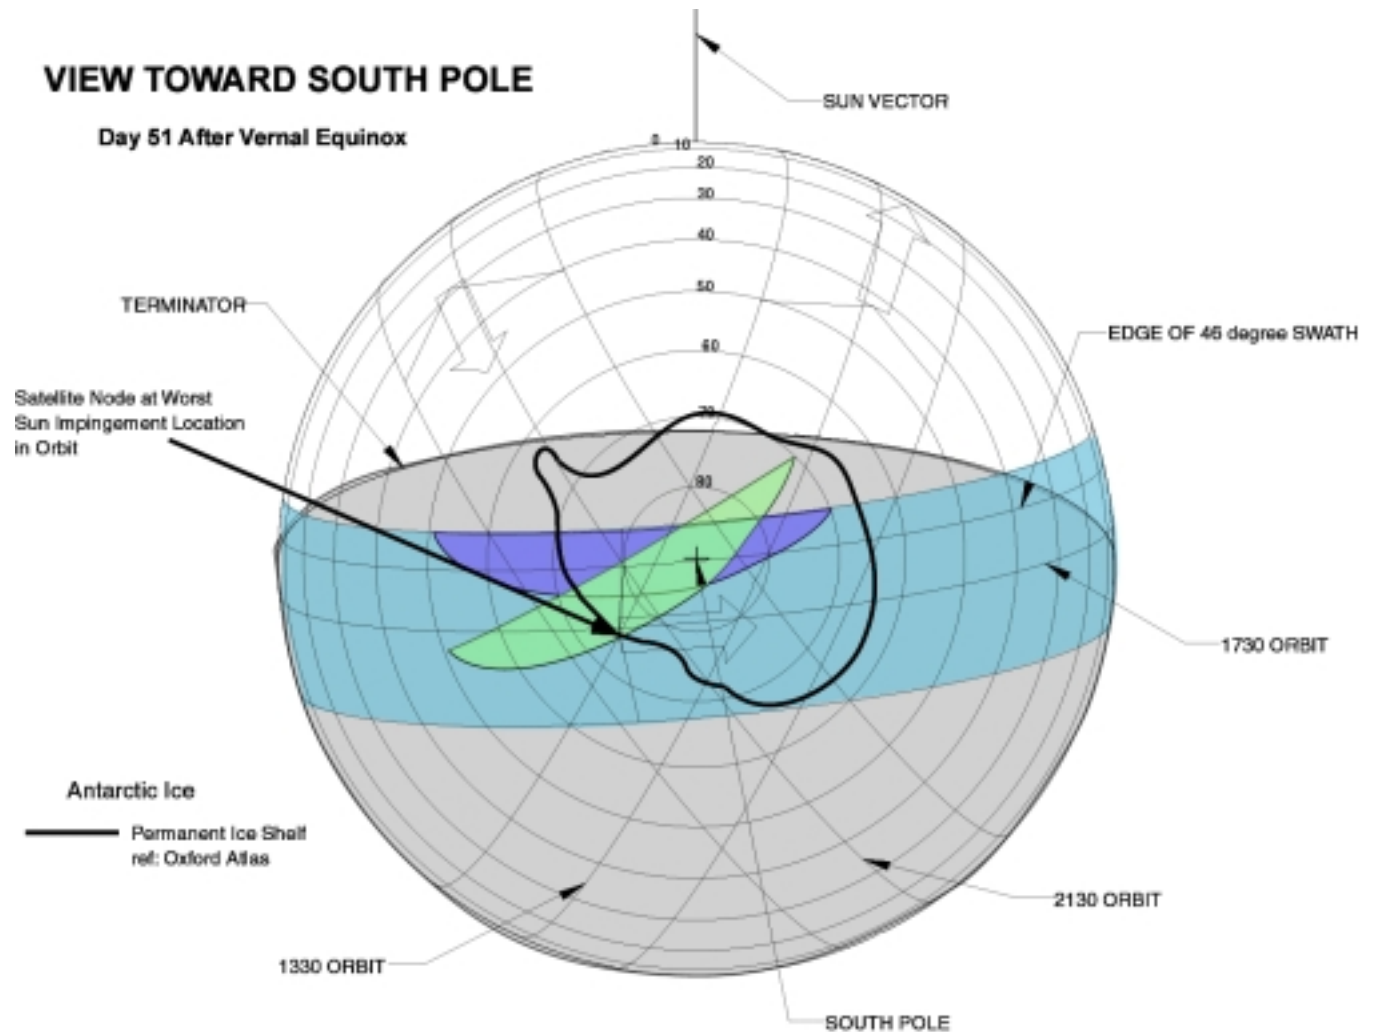 VIEW TOWARD SOUTH POLE
Day 51 After Vernal Equinox
SUN VECTOR
0
10
20
30
40
50
60
70
80
TERMINATOR
EDGE OF 46 degree SWATH
Satellite Node at Worst
Sun Impingement Location
in Orbit
1730 ORBIT
Antarctic Ice
Permanent Ice Shelf
ref: Oxford Atlas
2130 ORBIT
1330 ORBIT
SOUTH POLE